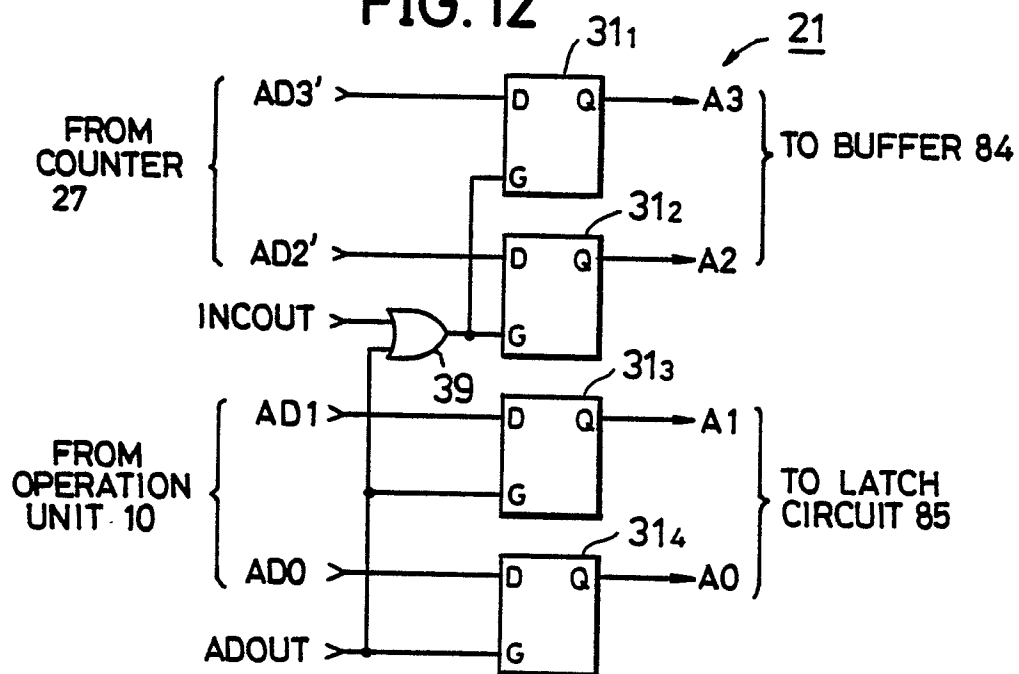 FIG. 12
31₁
21
AD3'
D
Q
A3
FROM
COUNTER
27
TO BUFFER 84
G
31₂
AD2'
D
Q
A2
INCOUT
G
39
31₃
AD1
D
Q
A1
FROM
OPERATION
UNIT 10
G
TO LATCH
CIRCUIT 85
31₄
AD0
D
Q
A0
ADOUT
G